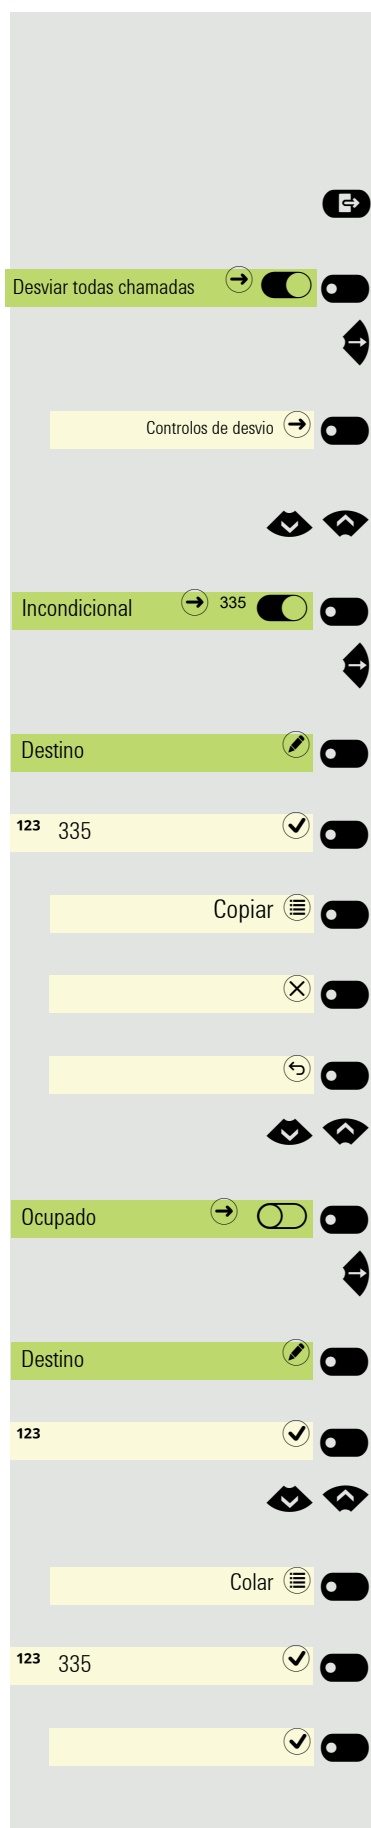 Desviar todas chamadas
Controlos de desvio
Incondicional 335
Destino
123 335
Copiar
Ocupado
Destino
123
Colar
123 335